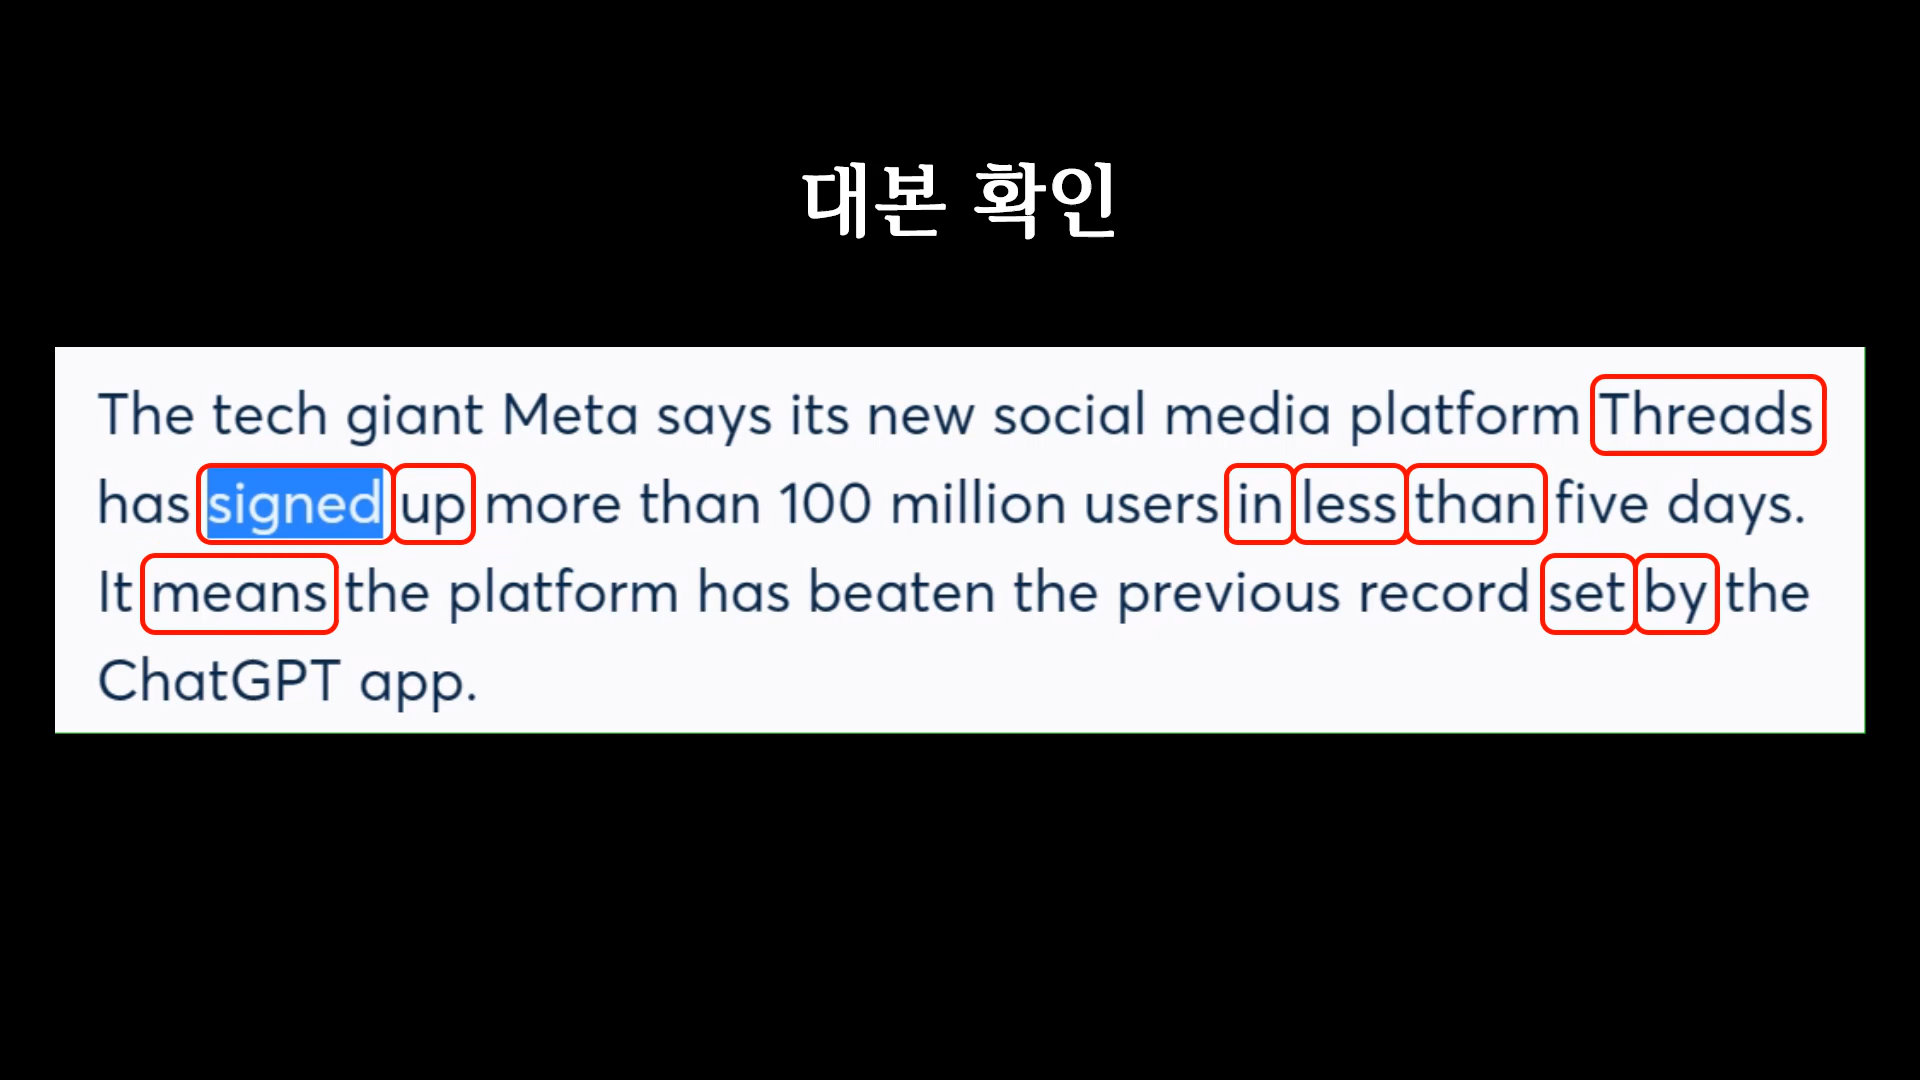 대본 확인
The tech giant Meta says its new social media platform Threads
has signed up more than 100 million users in less than five days.
It means the platform has beaten the previous record set by the
ChatGPT app.